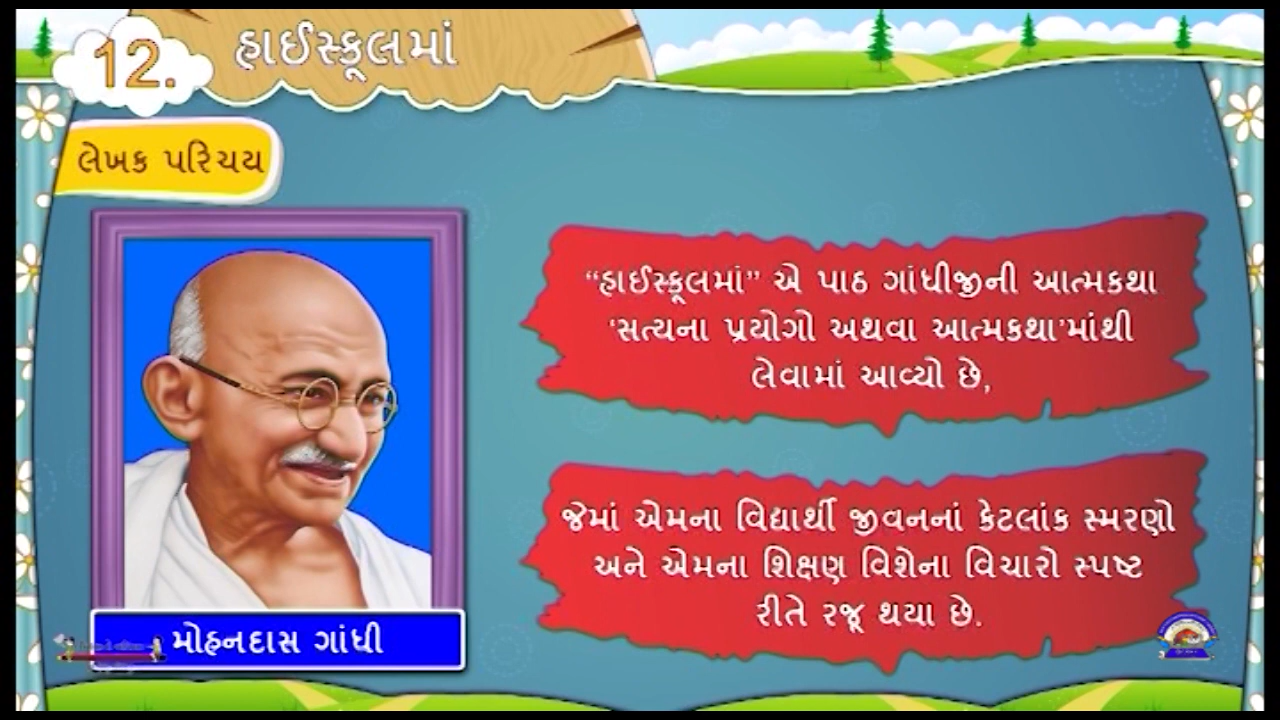 12.
હાઈસ્કૂલમાં
લેખક પરિચય
“હાઈસ્કૂલમાં” એ પાઠ ગાંધીજીની આત્મકથા
‘સત્યના પ્રયોગો અથવા આત્મકથા’માંથી
લેવામાં આવ્યો છે,
જેમાં એમના વિદ્યાર્થી જીવનનાં કેટલાંક સ્મરણો
અને એમના શિક્ષણ વિશેના વિચારો સ્પષ્ટ
રીતે રજૂ થયા છે.
મોહનદાસ ગાંધી